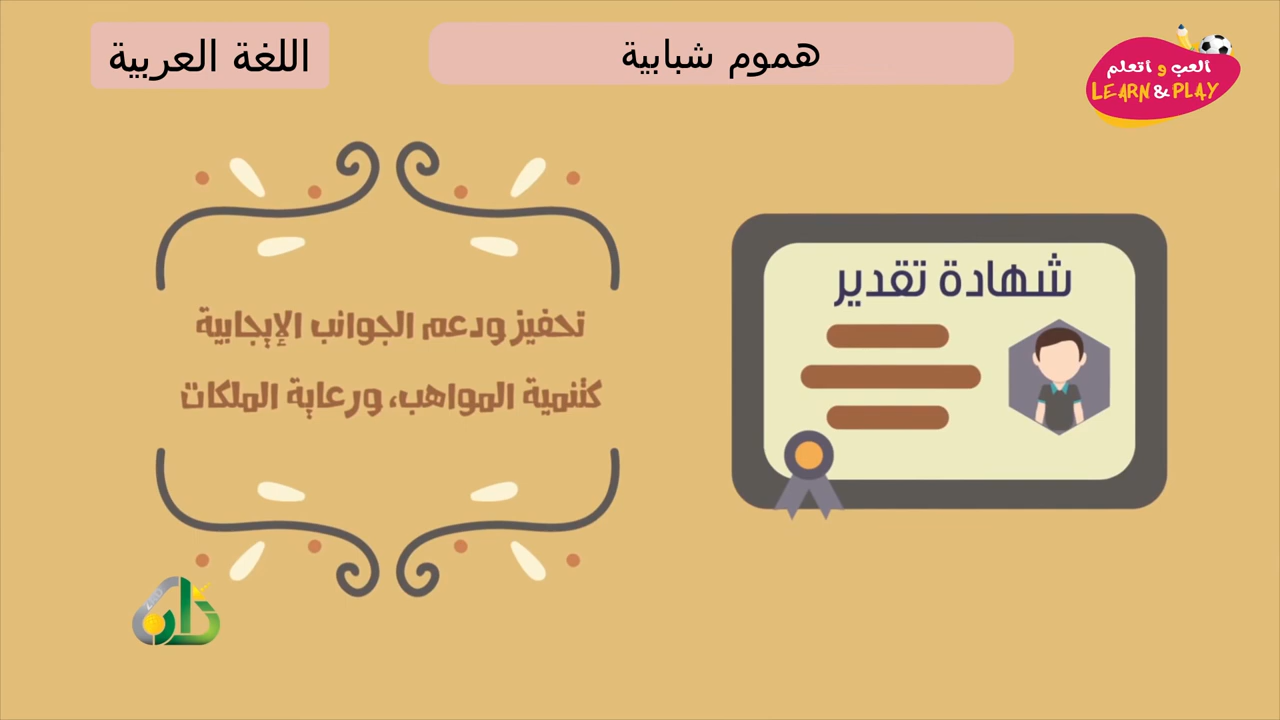 هموم شبابية
اللغة العربية
العب و اتعلم
LEARN & PLAY
شهادة تقدير
تحفيز ودعم الجوانب الإيجابية
كتنمية المواهب، ورعاية الملكات